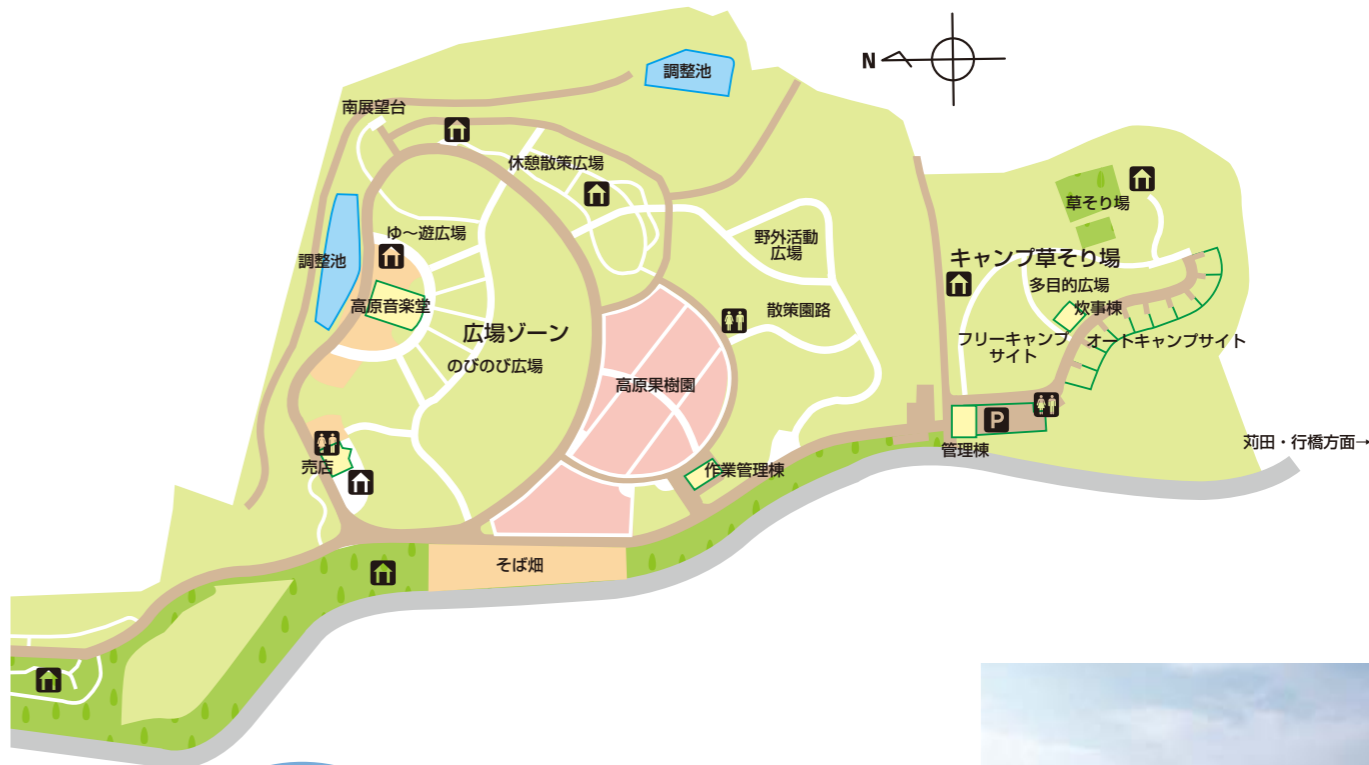 調整池
N
南展望台
休憩散策広場
草そり場
ゆ〜遊広場
野外活動
広場
調整池
キャンプ草そり場
多目的広場
高原音楽堂
炊事棟
散策園路
広場ゾーン
フリーキャンプ
サイト
オートキャンプサイト
のびのび広場
高原果樹園
P
苅田・行橋方面→
管理棟
売店
作業管理棟
そば畑